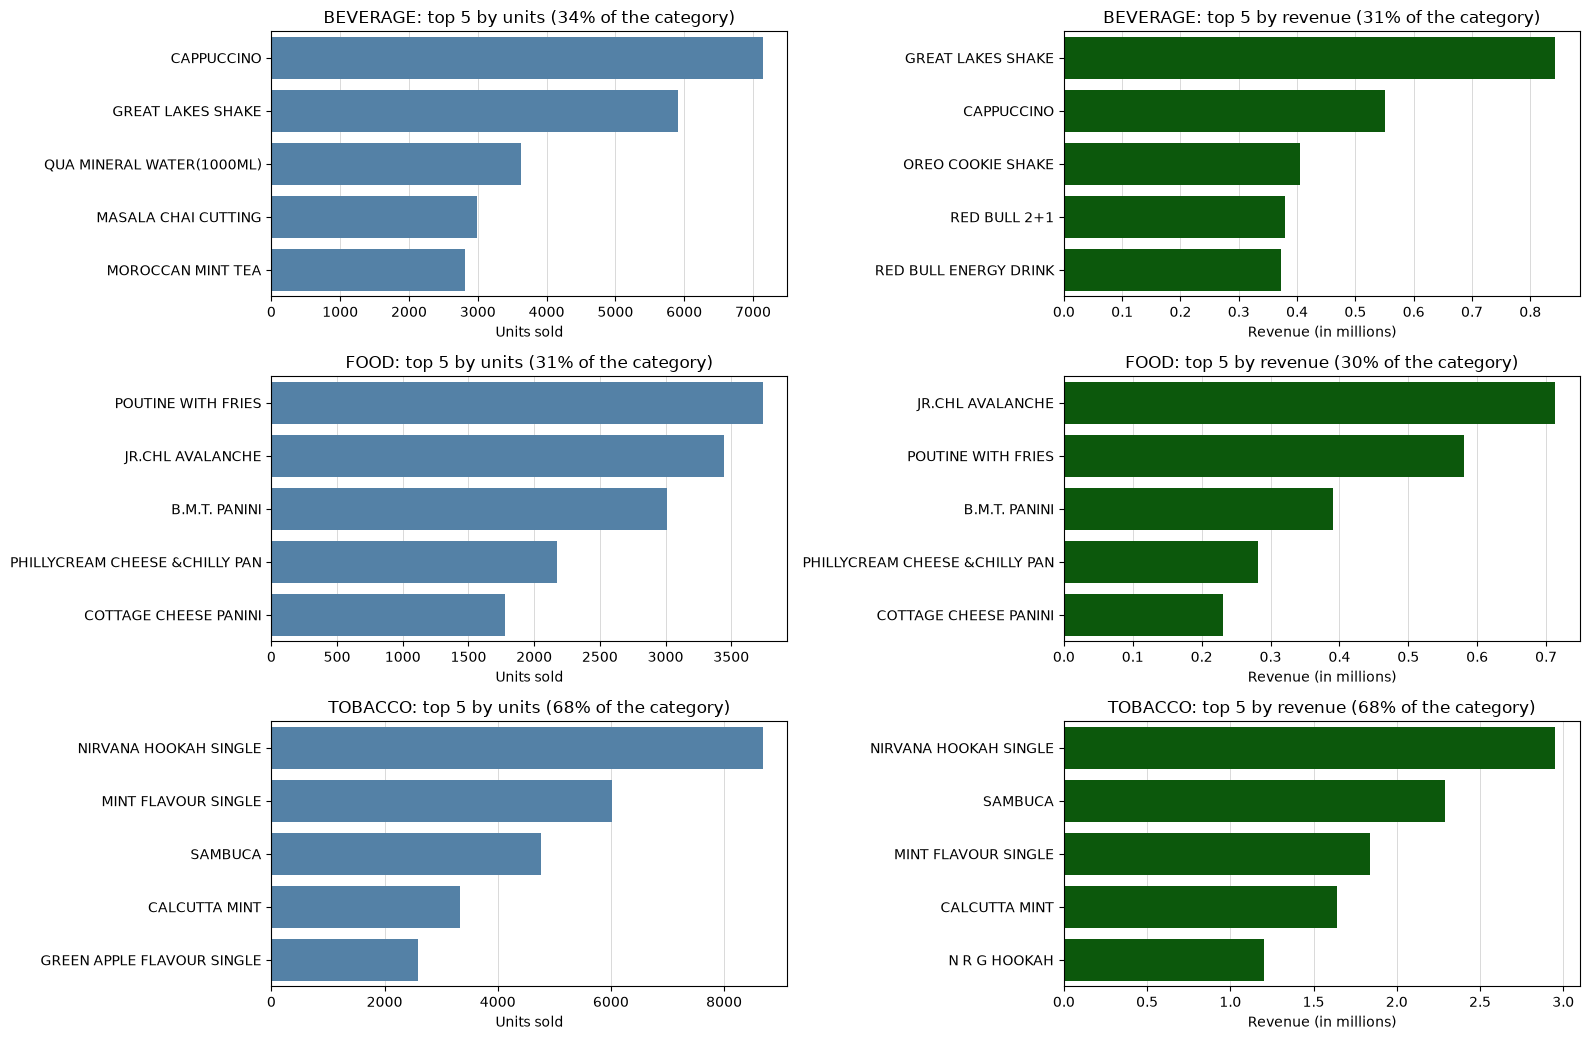 BEVERAGE: top 5 by units (34% of the category)
CAPPUCCINO
GREAT LAKES SHAKE
QUA MINERAL WATER(1000ML)
MASALA CHAI CUTTING
MOROCCAN MINT TEA
0 1000 2000 3000 4000 5000 6000 7000
Units sold
BEVERAGE: top 5 by revenue (31% of the category)
GREAT LAKES SHAKE
CAPPUCCINO
OREO COOKIE SHAKE
RED BULL 2+1
RED BULL ENERGY DRINK
0.0 0.1 0.2 0.3 0.4 0.5 0.6 0.7 0.8
Revenue (in millions)
FOOD: top 5 by units (31% of the category)
POUTINE WITH FRIES
JR.CHL AVALANCHE
B.M.T. PANINI
PHILLYCREAM CHEESE &CHILLY PAN
COTTAGE CHEESE PANINI
0 500 1000 1500 2000 2500 3000 3500
Units sold
FOOD: top 5 by revenue (30% of the category)
JR.CHL AVALANCHE
POUTINE WITH FRIES
B.M.T. PANINI
PHILLYCREAM CHEESE &CHILLY PAN
COTTAGE CHEESE PANINI
0.0 0.1 0.2 0.3 0.4 0.5 0.6 0.7
Revenue (in millions)
TOBACCO: top 5 by units (68% of the category)
NIRVANA HOOKAH SINGLE
MINT FLAVOUR SINGLE
SAMBUCA
CALCUTTA MINT
GREEN APPLE FLAVOUR SINGLE
0 2000 4000 6000 8000
Units sold
TOBACCO: top 5 by revenue (68% of the category)
NIRVANA HOOKAH SINGLE
SAMBUCA
MINT FLAVOUR SINGLE
CALCUTTA MINT
N R G HOOKAH
0.0 0.5 1.0 1.5 2.0 2.5 3.0
Revenue (in millions)